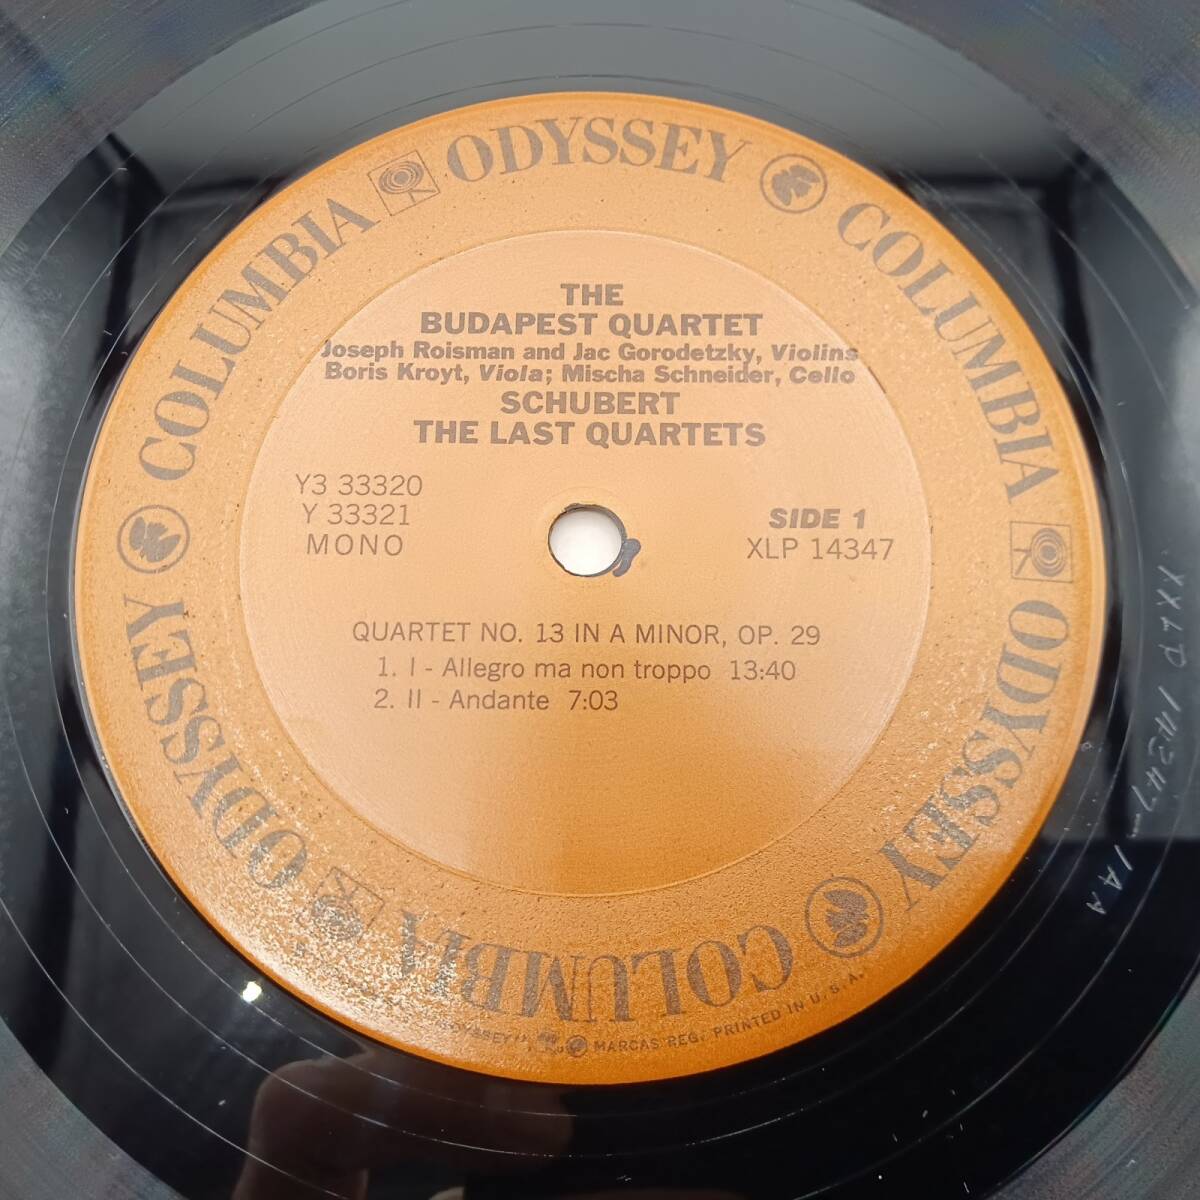 COLUMBIA ODYSSEY
COLUMBIA ODYSSEY
COLUMBIA ODYSSEY
THE
BUDAPEST QUARTET
Joseph Roisman and Jac Gorodetzky, Violins
Boris Kroyt, Viola; Mischa Schneider, Cello
SCHUBERT
THE LAST QUARTETS
Y3 33320
Y 33321
MONO
SIDE 1
XLP 14347
QUARTET NO. 13 IN A MINOR, OP. 29
1. I - Allegro ma non troppo 13:40
2. II - Andante 7:03
MARCAS REG. PRINTED IN U.S.A.